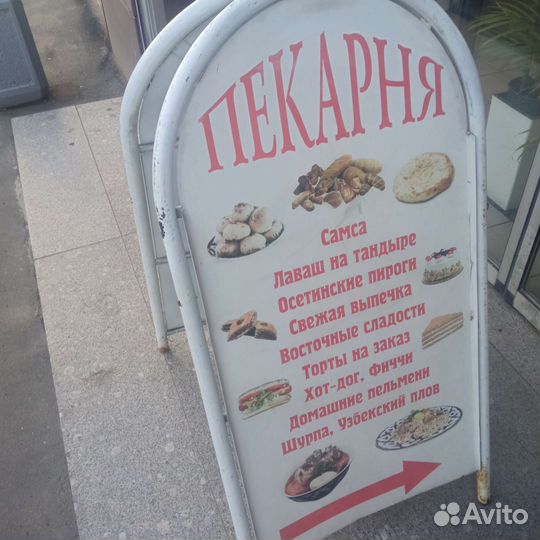 ПЕКАРНЯ
Самса
Лаваш на тандыре
Осетинские пироги
Свежая выпечка
Восточные сладости
Торты на заказ
Хот-дог, Фиччи
Домашние пельмени
Шурпа, Узбекский плов
Avito